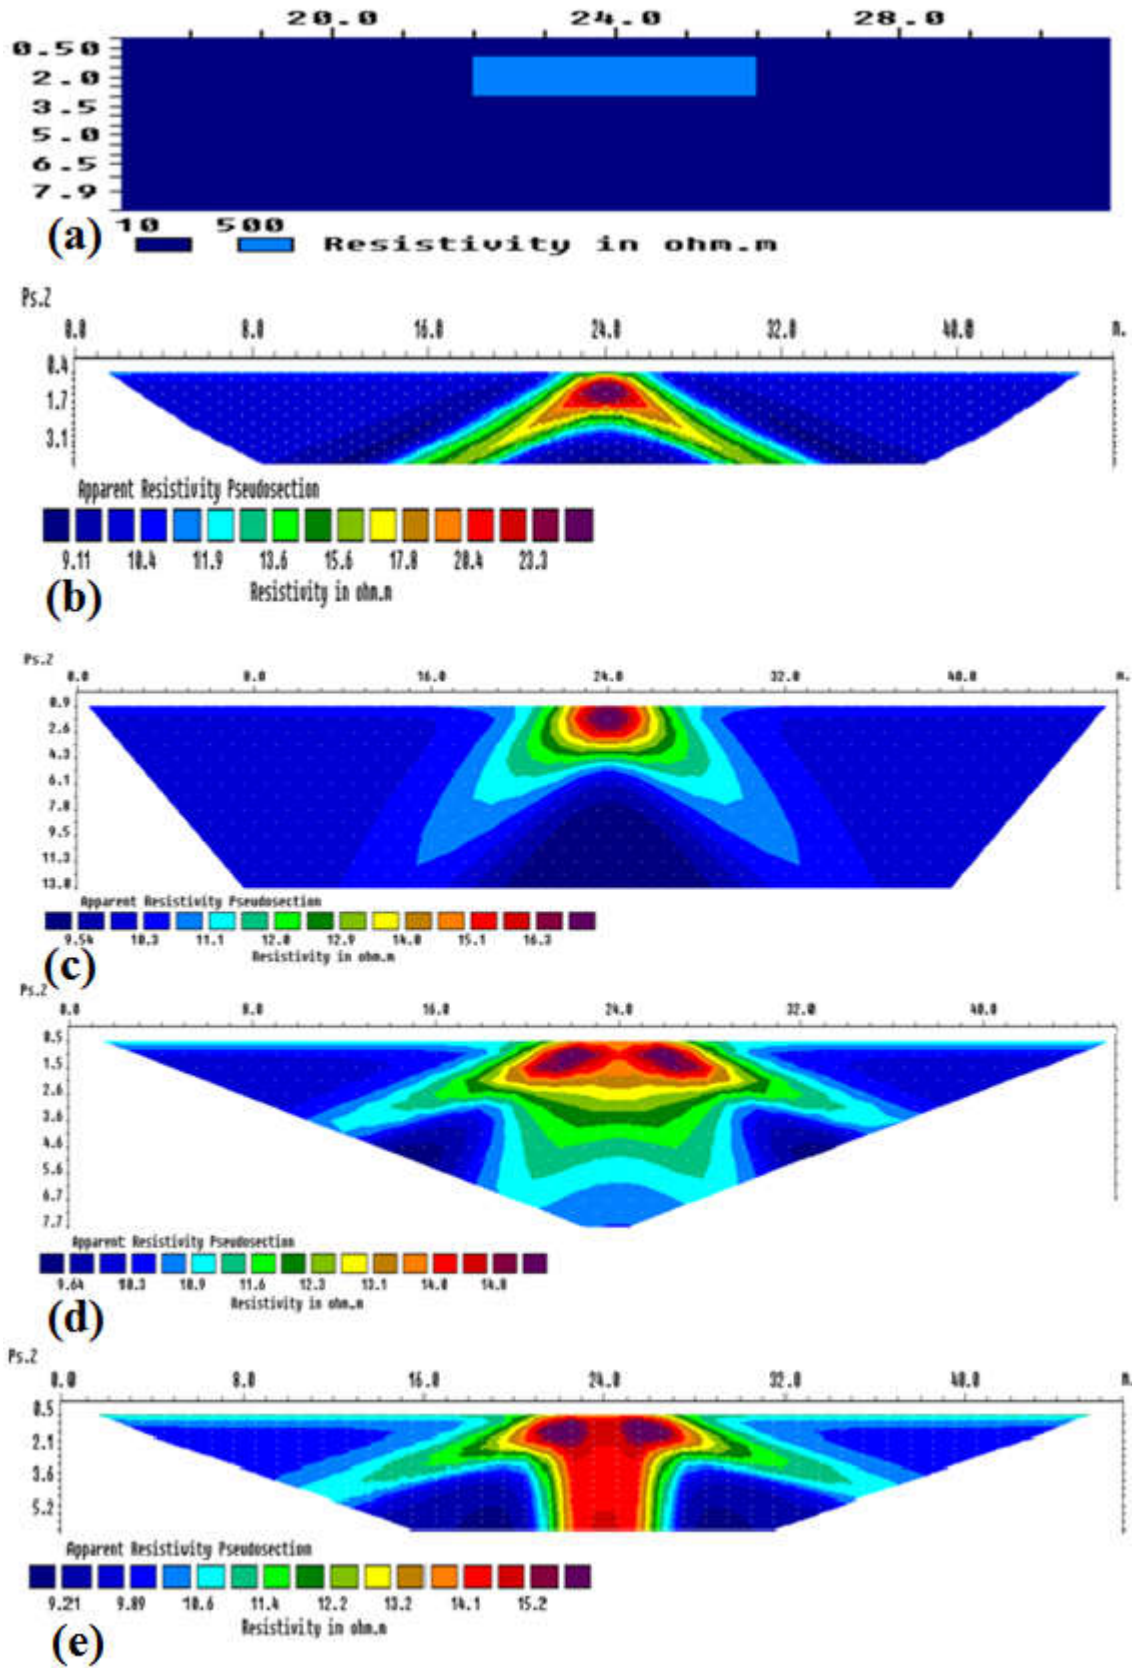 20.0 24.0 28.0
0.50
2.0
3.5
5.0
6.5
7.9
10 500
(a) Resistivity in ohm.m
Ps.Z
0.0 8.0 16.0 24.0 32.0 40.0 m.
0.4
1.7
3.1
Apparent Resistivity Pseudosection
9.11 10.4 11.9 13.6 15.6 17.8 20.4 23.3
Resistivity in ohm.m
(b)
Ps.Z
0.0 8.0 16.0 24.0 32.0 40.0 m.
0.9
2.6
4.3
6.1
7.8
9.5
11.3
13.0
Apparent Resistivity Pseudosection
9.54 10.3 11.1 12.0 12.9 14.0 15.1 16.3
Resistivity in ohm.m
(c)
Ps.Z
0.0 8.0 16.0 24.0 32.0 40.0 m.
0.5
1.5
2.6
3.6
4.6
5.6
6.7
7.7
Apparent Resistivity Pseudosection
9.64 10.3 10.9 11.6 12.3 13.1 14.0 14.8
Resistivity in ohm.m
(d)
Ps.Z
0.0 8.0 16.0 24.0 32.0 40.0 m.
0.5
2.1
3.6
5.2
Apparent Resistivity Pseudosection
9.21 9.89 10.6 11.4 12.2 13.2 14.1 15.2
Resistivity in ohm.m
(e)